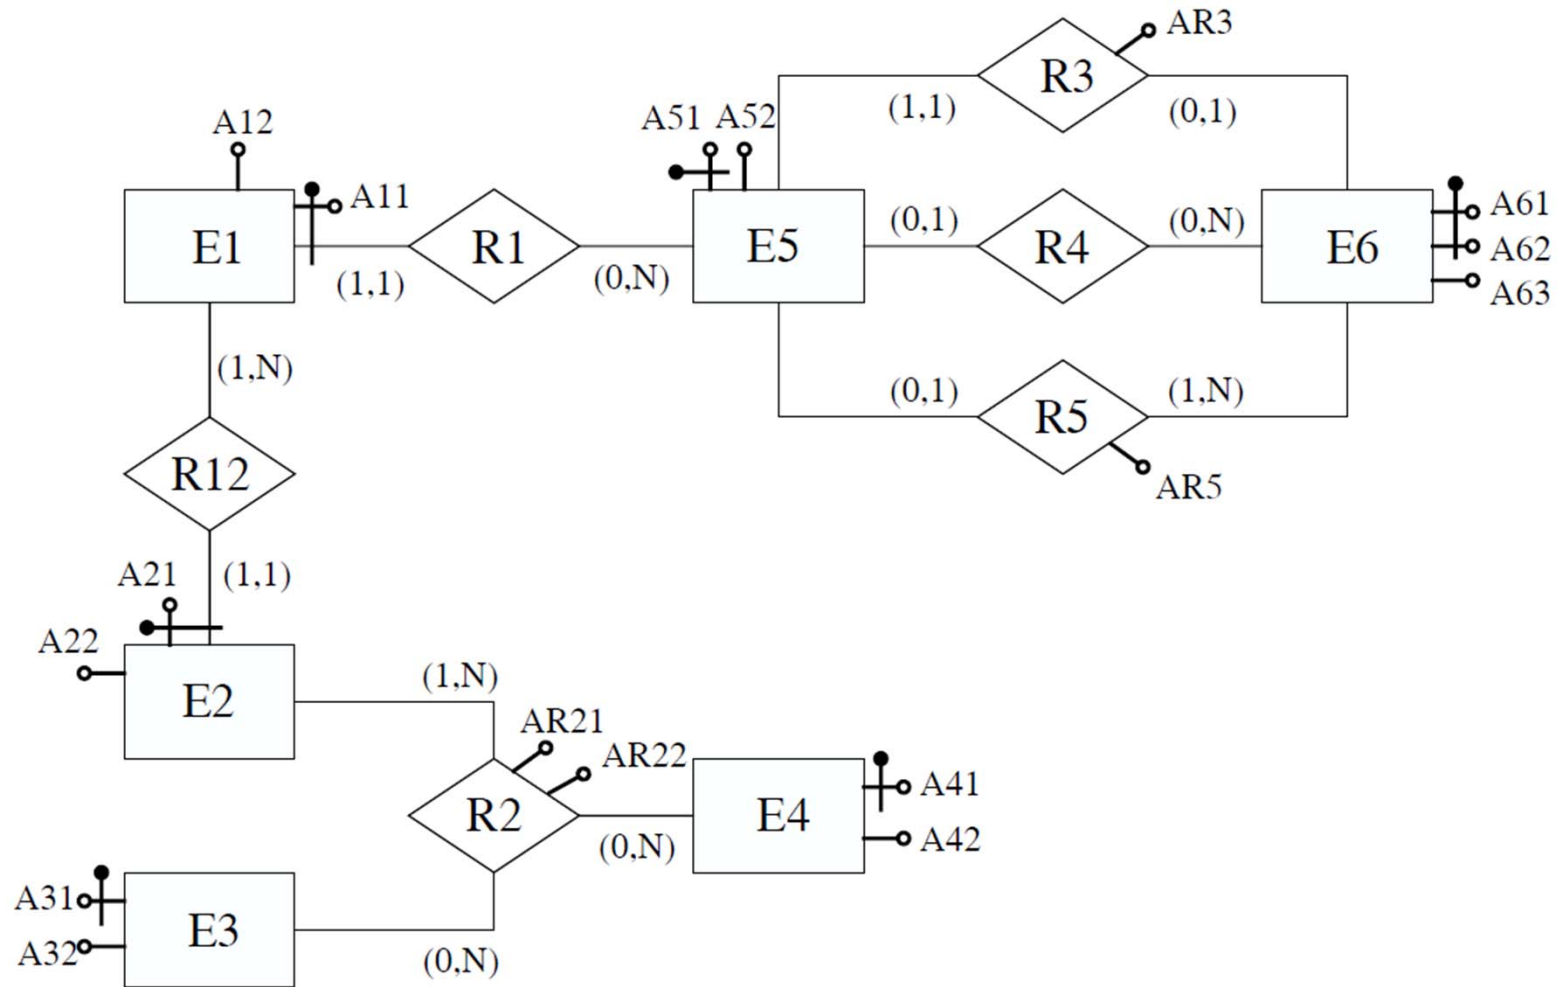 AR3
R3
(1,1)
(0,1)
A12
A51 A52
A11
E1
R1
E5
(0,1)
R4
(0,N)
E6
A61
A62
A63
(1,1)
(0,N)
(1,N)
(0,1)
R5
(1,N)
R12
AR5
A21
(1,1)
A22
E2
(1,N)
AR21
AR22
R2
E4
A41
(0,N)
A42
A31
E3
A32
(0,N)